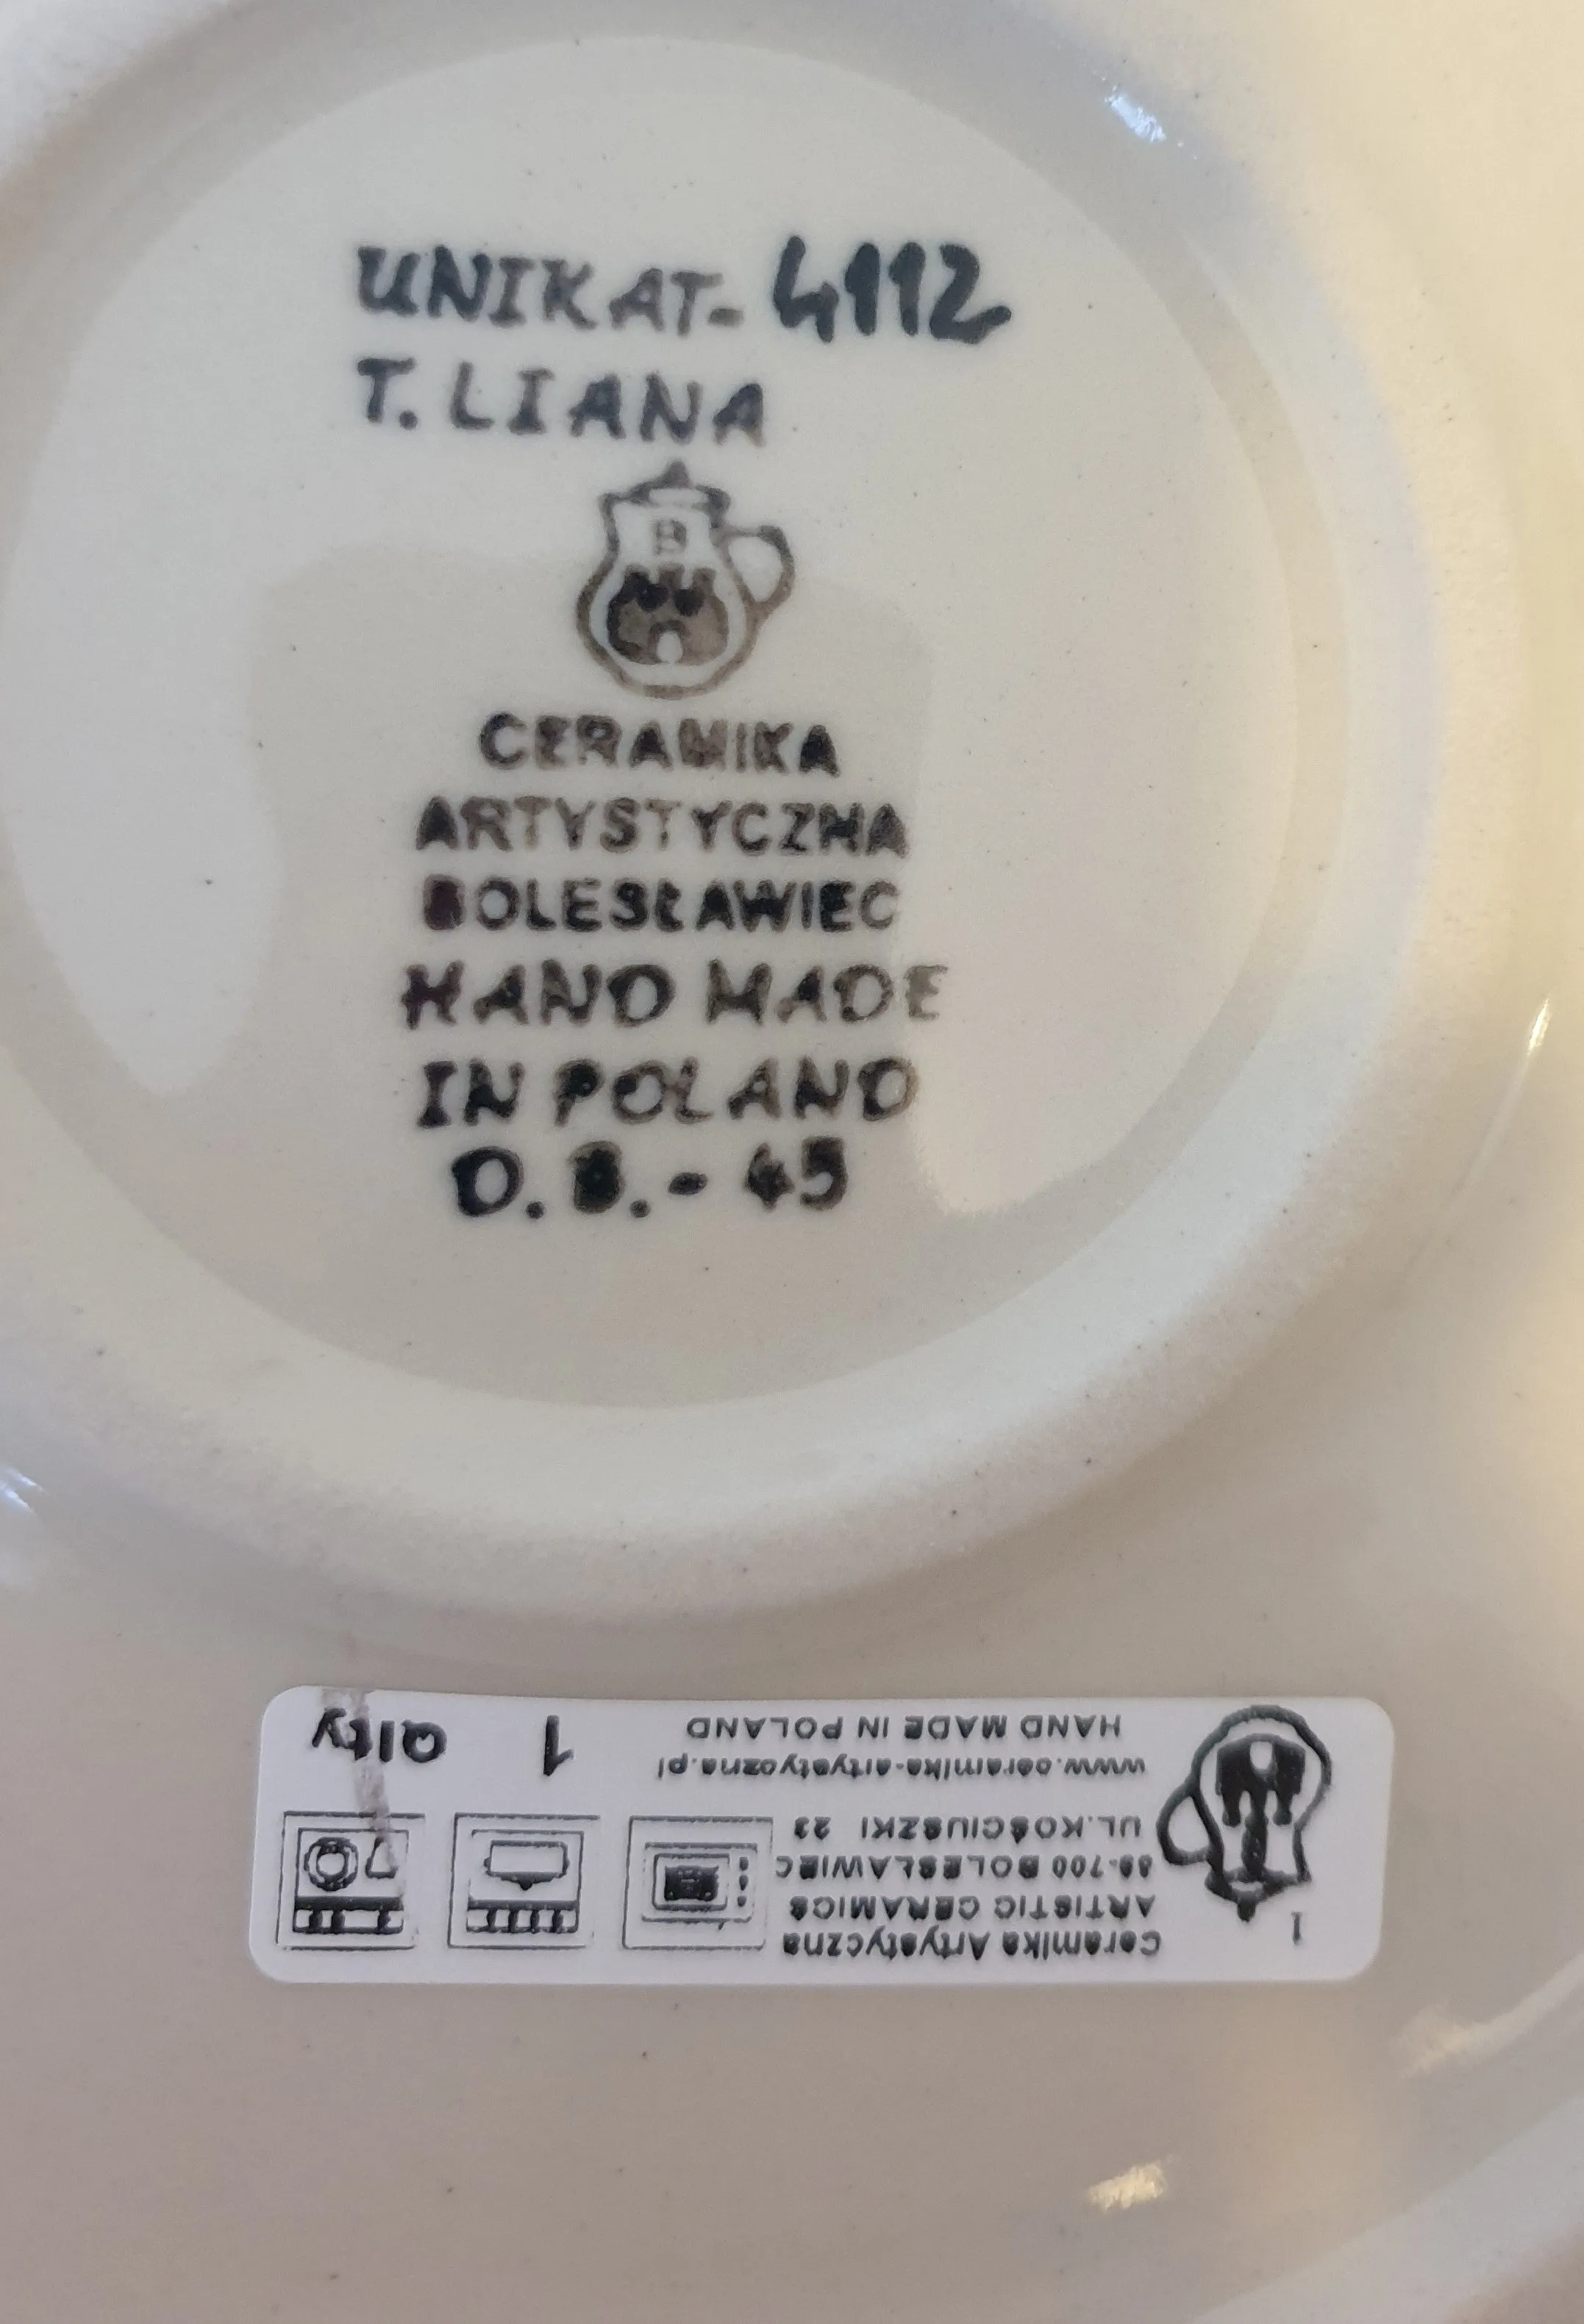 UNIKAT-4112
T. LIANA
B
CERAMIKA
ARTYSTYCZNA
BOLESŁAWIEC
HAND MADE
IN POLAND
D.B.-45
1
Ceramika Artystyczna
ARTISTIC CERAMICS
59-700 BOLESŁAWIEC
UL.KOŚCIUSZKI 23
www.ceramika-artystyczna.pl
HAND MADE IN POLAND
1 Qlty